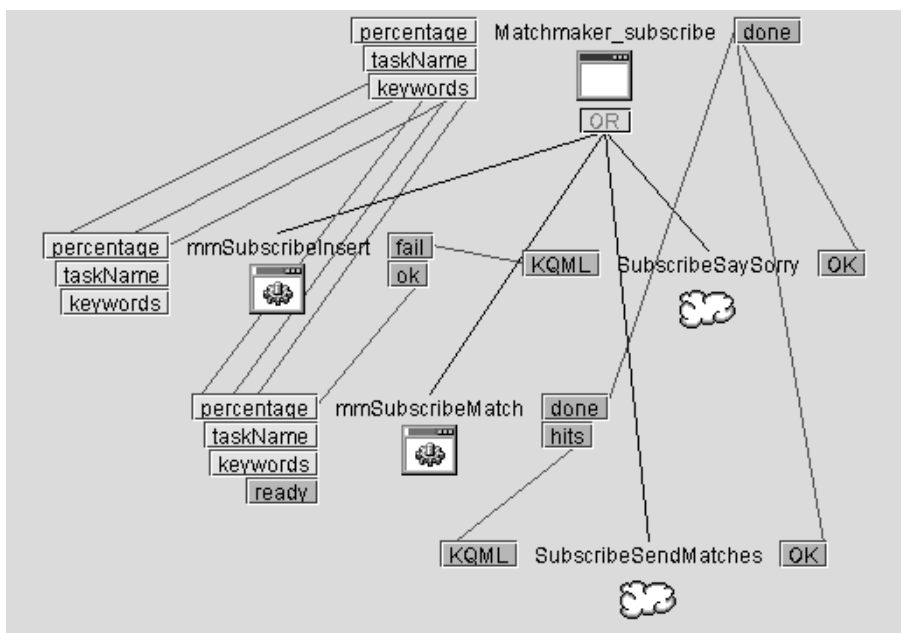 percentage Matchmaker_subscribe done
taskName
keywords
OR
percentage mmSubscribeInsert fail KQML SubscribeSaySorry OK
taskName ok
keywords
percentage mmSubscribeMatch done
taskName hits
keywords
ready
KQML SubscribeSendMatches OK